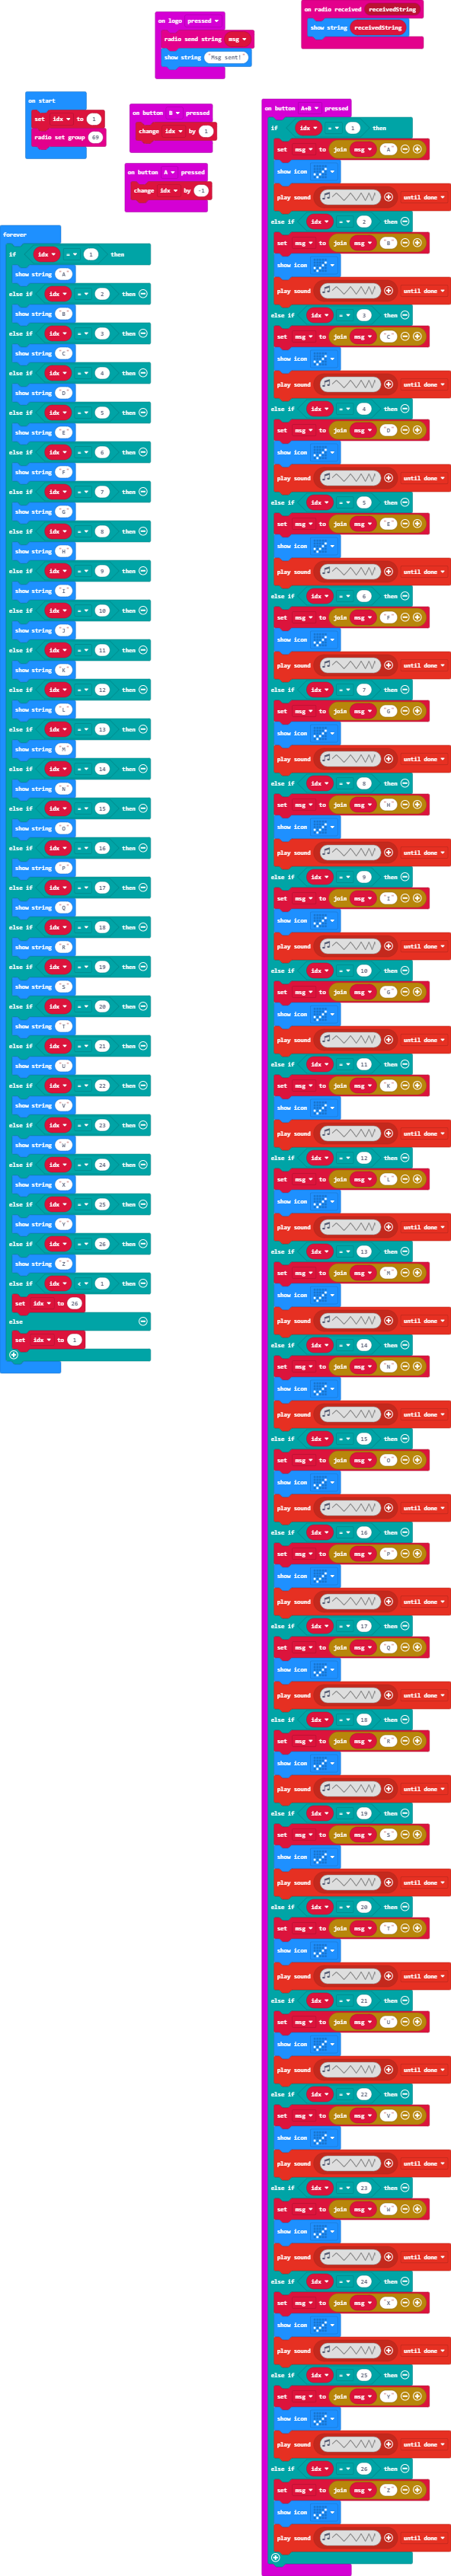 on logo pressed
radio send string msg
show string "Msg sent!"
on radio received receivedString
show string receivedString
on start
set idx to 1
radio set group 69
on button B pressed
change idx by 1
on button A pressed
change idx by -1
forever
if idx = 1 then
show string "A"
else if idx = 2 then
show string "B"
else if idx = 3 then
show string "C"
else if idx = 4 then
show string "D"
else if idx = 5 then
show string "E"
else if idx = 6 then
show string "F"
else if idx = 7 then
show string "G"
else if idx = 8 then
show string "H"
else if idx = 9 then
show string "I"
else if idx = 10 then
show string "J"
else if idx = 11 then
show string "K"
else if idx = 12 then
show string "L"
else if idx = 13 then
show string "M"
else if idx = 14 then
show string "N"
else if idx = 15 then
show string "O"
else if idx = 16 then
show string "P"
else if idx = 17 then
show string "Q"
else if idx = 18 then
show string "R"
else if idx = 19 then
show string "S"
else if idx = 20 then
show string "T"
else if idx = 21 then
show string "U"
else if idx = 22 then
show string "V"
else if idx = 23 then
show string "W"
else if idx = 24 then
show string "X"
else if idx = 25 then
show string "Y"
else if idx = 26 then
show string "Z"
else if idx < 1 then
set idx to 26
else
set idx to 1
on button A+B pressed
if idx = 1 then
set msg to join msg "A"
show icon
play sound until done
else if idx = 2 then
set msg to join msg "B"
show icon
play sound until done
else if idx = 3 then
set msg to join msg "C"
show icon
play sound until done
else if idx = 4 then
set msg to join msg "D"
show icon
play sound until done
else if idx = 5 then
set msg to join msg "E"
show icon
play sound until done
else if idx = 6 then
set msg to join msg "F"
show icon
play sound until done
else if idx = 7 then
set msg to join msg "G"
show icon
play sound until done
else if idx = 8 then
set msg to join msg "H"
show icon
play sound until done
else if idx = 9 then
set msg to join msg "I"
show icon
play sound until done
else if idx = 10 then
set msg to join msg "G"
show icon
play sound until done
else if idx = 11 then
set msg to join msg "K"
show icon
play sound until done
else if idx = 12 then
set msg to join msg "L"
show icon
play sound until done
else if idx = 13 then
set msg to join msg "M"
show icon
play sound until done
else if idx = 14 then
set msg to join msg "N"
show icon
play sound until done
else if idx = 15 then
set msg to join msg "O"
show icon
play sound until done
else if idx = 16 then
set msg to join msg "P"
show icon
play sound until done
else if idx = 17 then
set msg to join msg "Q"
show icon
play sound until done
else if idx = 18 then
set msg to join msg "R"
show icon
play sound until done
else if idx = 19 then
set msg to join msg "S"
show icon
play sound until done
else if idx = 20 then
set msg to join msg "T"
show icon
play sound until done
else if idx = 21 then
set msg to join msg "U"
show icon
play sound until done
else if idx = 22 then
set msg to join msg "V"
show icon
play sound until done
else if idx = 23 then
set msg to join msg "W"
show icon
play sound until done
else if idx = 24 then
set msg to join msg "X"
show icon
play sound until done
else if idx = 25 then
set msg to join msg "Y"
show icon
play sound until done
else if idx = 26 then
set msg to join msg "Z"
show icon
play sound until done